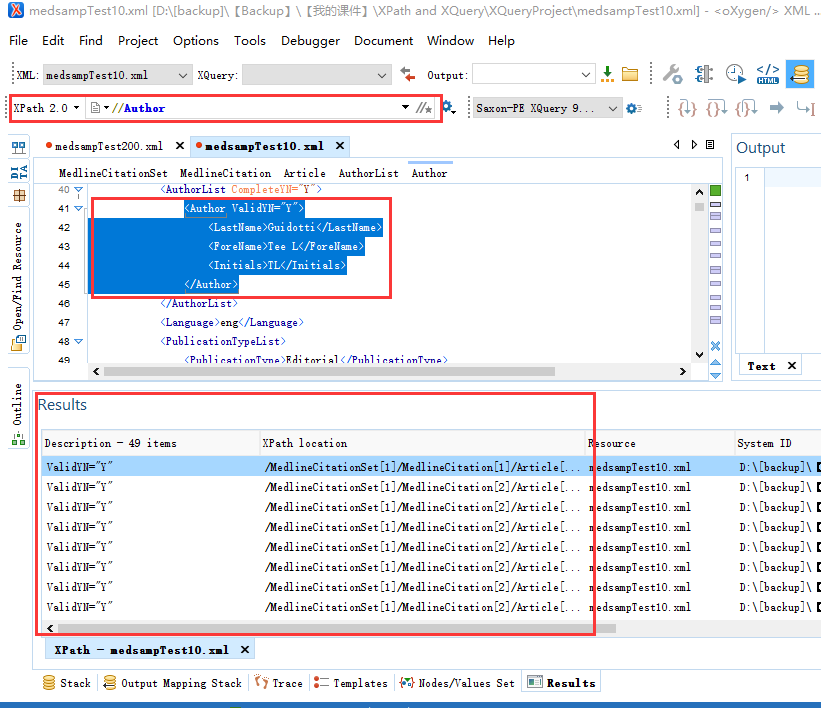 medsampTest10.xml [D:\[backup]\【Backup】\【我的课件】\XPath and XQuery\XQueryProject\medsampTest10.xml] - <oXygen/> XML ...
File Edit Find Project Options Tools Debugger Document Window Help
XML: medsampTest10.xml XQuery: Output:
XPath 2.0 //Author Saxon-PE XQuery 9...
medsampTest200.xml medsampTest10.xml
MedlineCitationSet MedlineCitation Article AuthorList Author
40 <AuthorList CompleteYN="Y">
41 <Author ValidYN="Y">
42 <LastName>Guidotti</LastName>
43 <ForeName>Tee L</ForeName>
44 <Initials>TL</Initials>
45 </Author>
46 </AuthorList>
47 <Language>eng</Language>
48 <PublicationTypeList>
49 <PublicationType>Editorial</PublicationType>
Open/Find Resource
Outline
Output
1
Text
Results
Description - 49 items XPath location Resource System ID
ValidYN="Y" /MedlineCitationSet[1]/MedlineCitation[1]/Article[... medsampTest10.xml D:\[backup]\
ValidYN="Y" /MedlineCitationSet[1]/MedlineCitation[2]/Article[... medsampTest10.xml D:\[backup]\
ValidYN="Y" /MedlineCitationSet[1]/MedlineCitation[2]/Article[... medsampTest10.xml D:\[backup]\
ValidYN="Y" /MedlineCitationSet[1]/MedlineCitation[2]/Article[... medsampTest10.xml D:\[backup]\
ValidYN="Y" /MedlineCitationSet[1]/MedlineCitation[2]/Article[... medsampTest10.xml D:\[backup]\
ValidYN="Y" /MedlineCitationSet[1]/MedlineCitation[2]/Article[... medsampTest10.xml D:\[backup]\
ValidYN="Y" /MedlineCitationSet[1]/MedlineCitation[2]/Article[... medsampTest10.xml D:\[backup]\
ValidYN="Y" /MedlineCitationSet[1]/MedlineCitation[2]/Article[... medsampTest10.xml D:\[backup]\
XPath - medsampTest10.xml
Stack Output Mapping Stack Trace Templates Nodes/Values Set Results